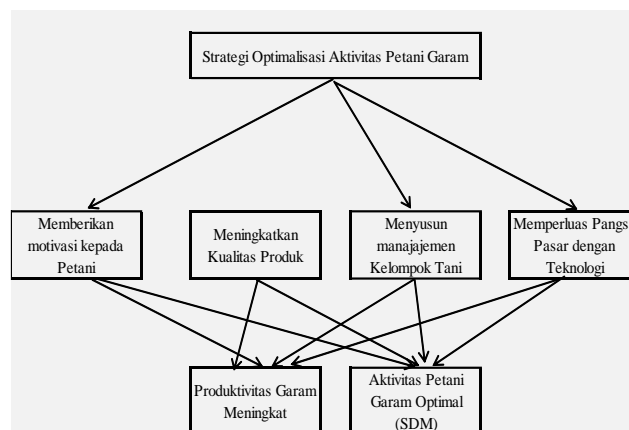 Strategi Optimalisasi Aktivitas Petani Garam
Memberikan
motivasi kepada
Petani
Meningkatkan
Kualitas Produk
Menyusun
manajajemen
Kelompok Tani
Memperluas Pangs
Pasar dengan
Teknologi
Produktivitas Garam
Meningkat
Aktivitas Petani
Garam Optimal
(SDM)